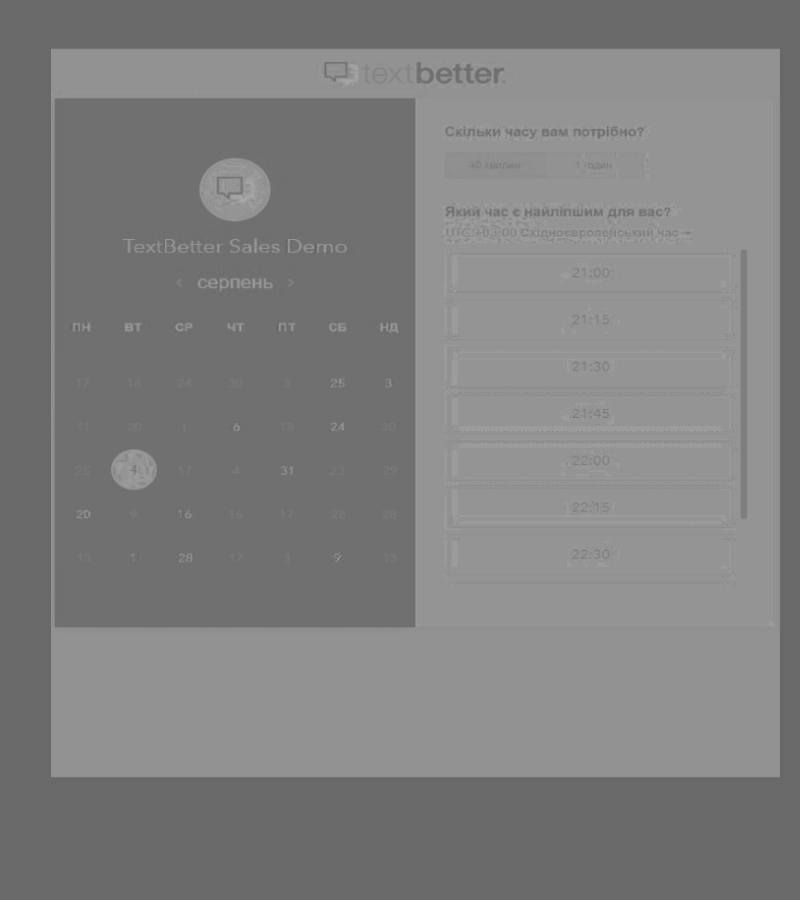 textbetter
TextBetter Sales Demo
серпень
ПН ВТ СР ЧТ ПТ СБ НД
17 18 24 30 3 25 3
11 20 1 6 18 24 30
25 4 17 4 31 23 29
20 9 16 16 17 28
13 1 28 17 3 9 13
Скільки часу вам потрібно?
40 хвилин 1 годин
Який час є найліпшим для вас?
UTC +03:00 Східноєвропейський час
21:00
21:15
21:30
21:45
22:00
22:15
22:30